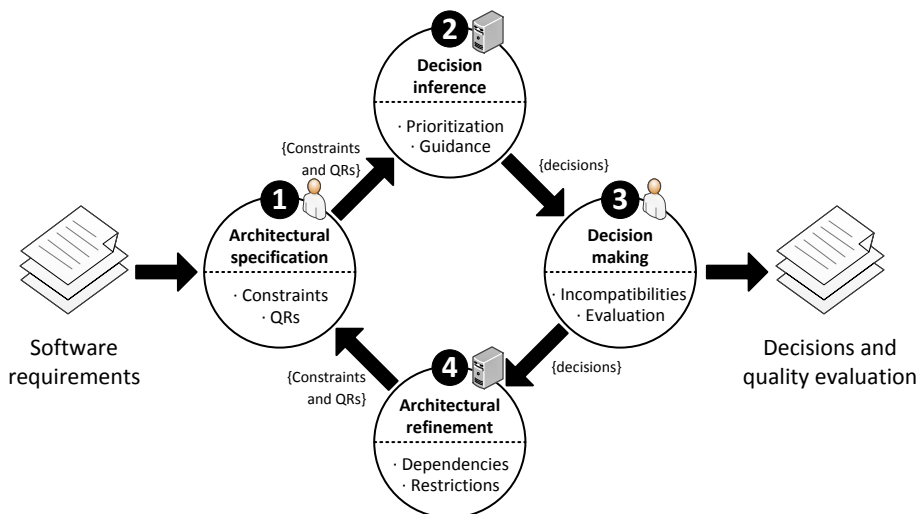 2
Decision
inference
· Prioritization
· Guidance
{Constraints
and QRs}
{decisions}
1
Architectural
specification
· Constraints
· QRs
3
Decision
making
· Incompatibilities
· Evaluation
Software
requirements
Decisions and
quality evaluation
{Constraints
and QRs}
{decisions}
4
Architectural
refinement
· Dependencies
· Restrictions